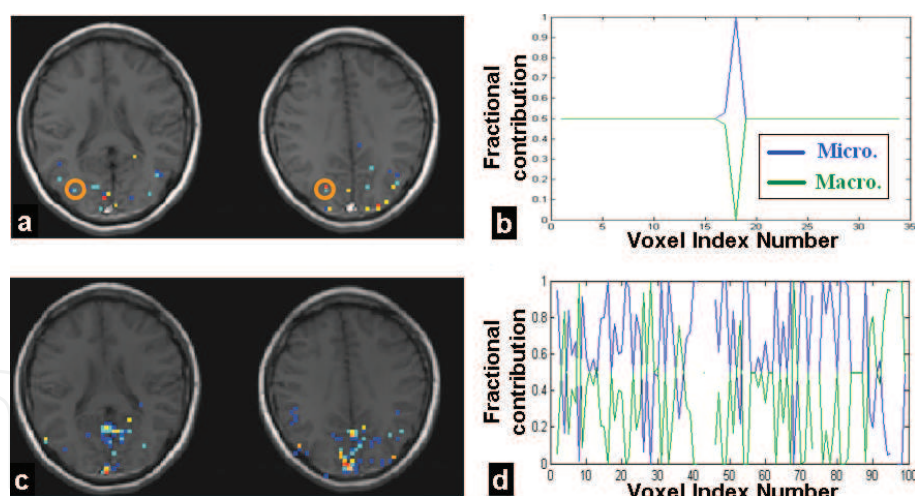 a
b
Fractional contribution
1
0.9
0.8
0.7
0.6
0.5
0.4
0.3
0.2
0.1
0
Micro.
Macro.
0 5 10 15 20 25 30 35
Voxel Index Number
c
d
Fractional contribution
1
0.8
0.6
0.4
0.2
0
0 10 20 30 40 50 60 70 80 90 100
Voxel Index Number